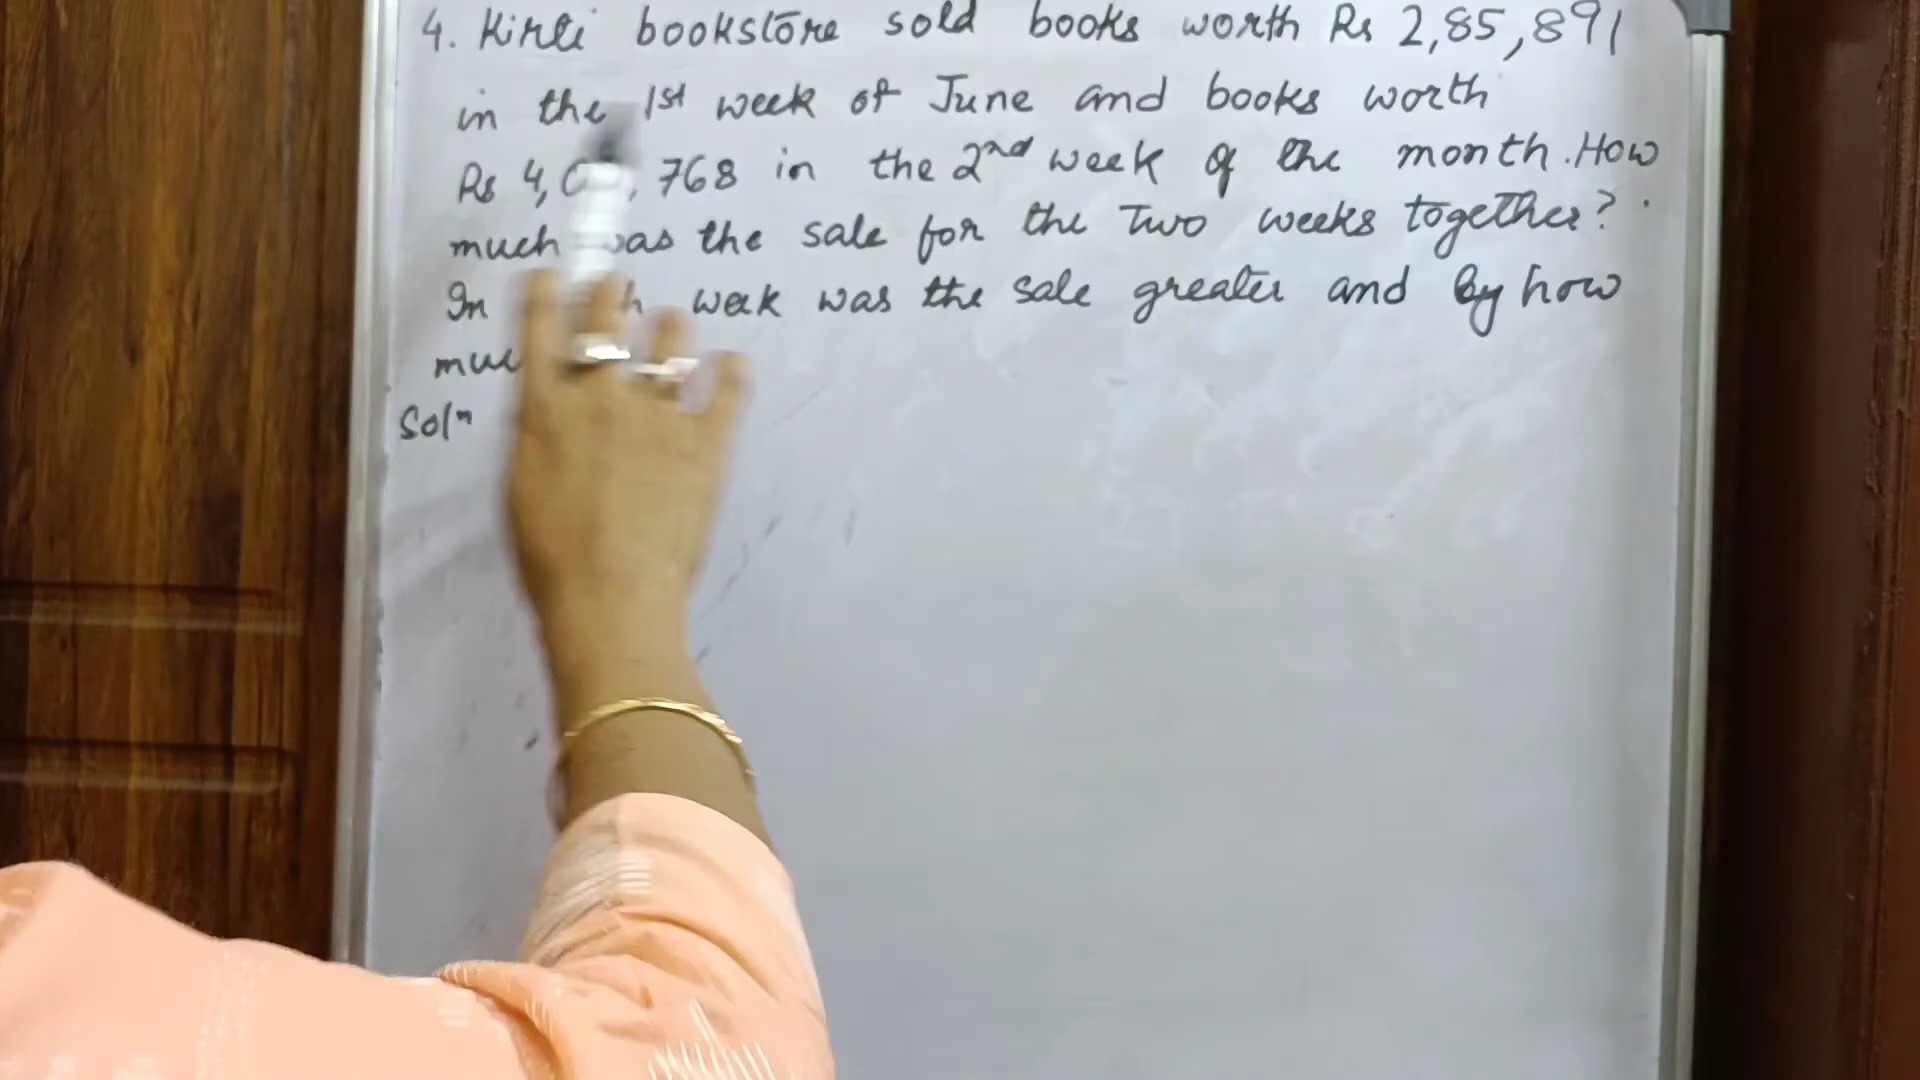 4. Kirti bookstore sold books worth Rs 2,85,891
in the 1st week of June and books worth
Rs 4, ,768 in the 2nd week of the month. How
much was the sale for the two weeks together?
In week was the sale greater and by how
Soln